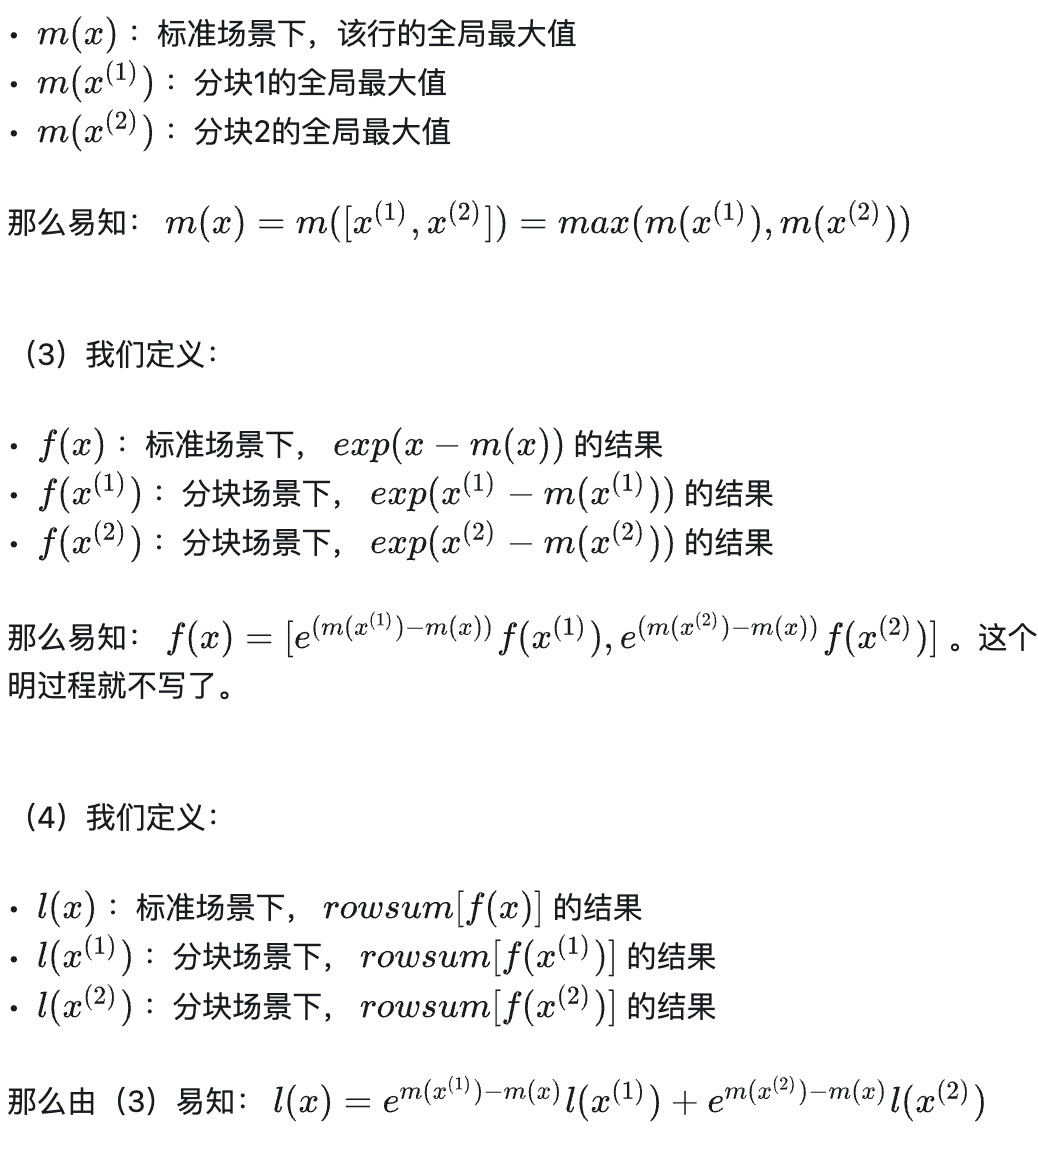 • m(x)：标准场景下，该行的全局最大值
• m(x^{(1)})：分块1的全局最大值
• m(x^{(2)})：分块2的全局最大值
那么易知： m(x) = m([x^{(1)}, x^{(2)}]) = max(m(x^{(1)}), m(x^{(2)}))
（3）我们定义：
• f(x)：标准场景下， exp(x − m(x)) 的结果
• f(x^{(1)})：分块场景下， exp(x^{(1)} − m(x^{(1)})) 的结果
• f(x^{(2)})：分块场景下， exp(x^{(2)} − m(x^{(2)})) 的结果
那么易知： f(x) = [e^{(m(x^{(1)})−m(x))} f(x^{(1)}), e^{(m(x^{(2)})−m(x))} f(x^{(2)})] 。这个
明过程就不写了。
（4）我们定义：
• l(x)：标准场景下， rowsum[f(x)] 的结果
• l(x^{(1)})：分块场景下， rowsum[f(x^{(1)})] 的结果
• l(x^{(2)})：分块场景下， rowsum[f(x^{(2)})] 的结果
那么由（3）易知： l(x) = e^{m(x^{(1)})−m(x)} l(x^{(1)}) + e^{m(x^{(2)})−m(x)} l(x^{(2)})